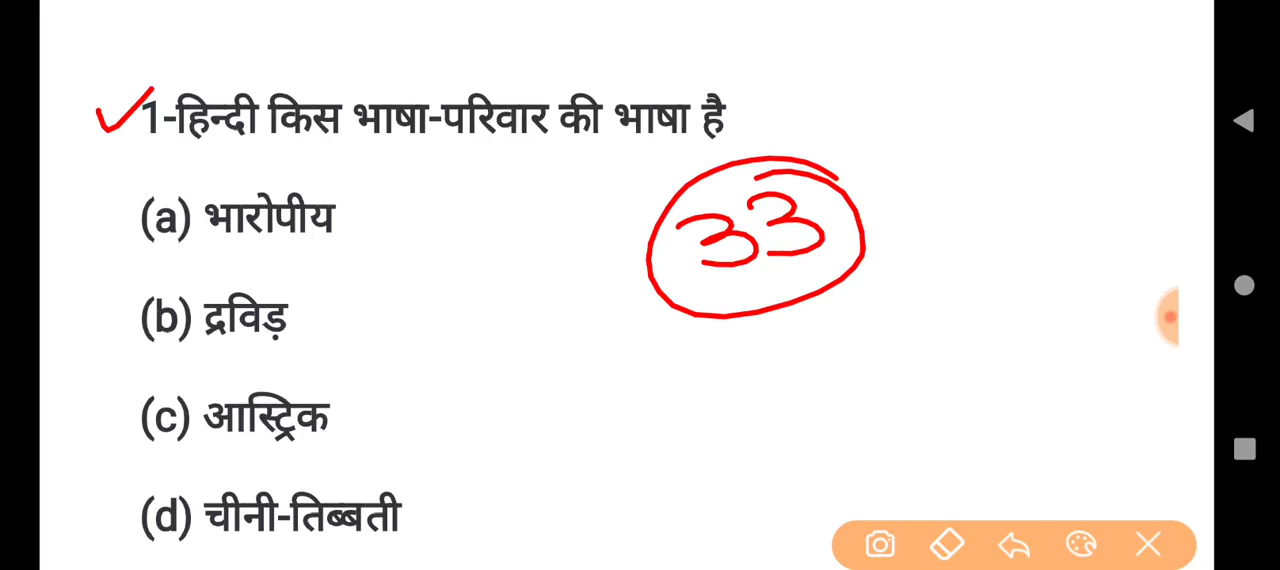 1-हिन्दी किस भाषा-परिवार की भाषा है
33
(a) भारोपीय
(b) द्रविड़
(c) आस्ट्रिक
(d) चीनी-तिब्बती